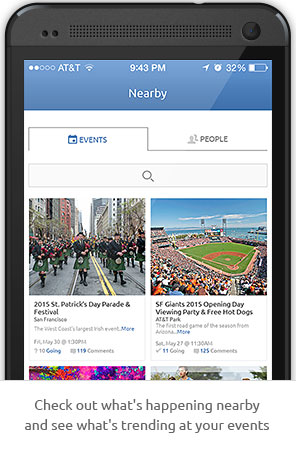 AT&T 9:43 PM 32%
Nearby
EVENTS PEOPLE
2015 St. Patrick's Day Parade &
Festival
San Francisco
The West Coast's largest Irish event...More
Fri, May 30 @ 1:30PM
10 Going 119 Comments
SF Giants 2015 Opening Day
Viewing Party & Free Hot Dogs
AT&T Park
The first road game of the season from
Arizona...More
Sat, May 27 @ 11:30AM
11 Going 125 Comments
Check out what's happening nearby
and see what's trending at your events